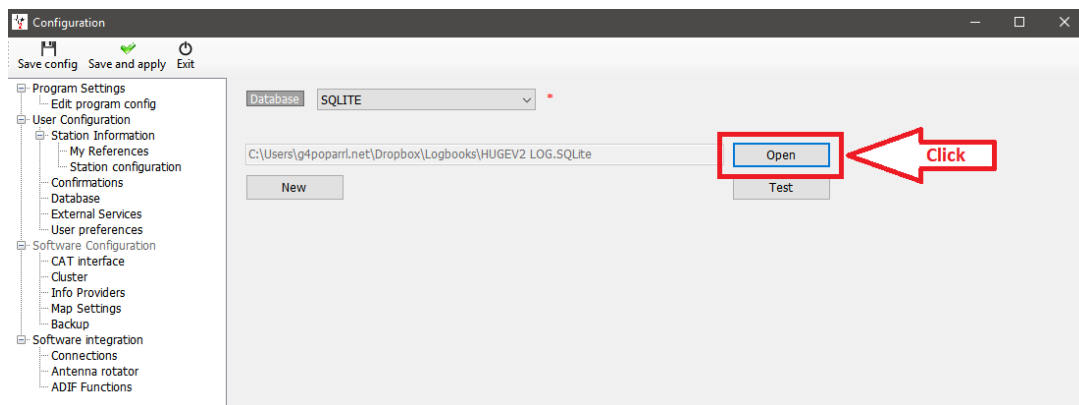 Configuration
Save config Save and apply Exit
Program Settings
Edit program config
User Configuration
Station Information
My References
Station configuration
Confirmations
Database
External Services
User preferences
Software Configuration
CAT interface
Cluster
Info Providers
Map Settings
Backup
Software integration
Connections
Antenna rotator
ADIF Functions
Database SQLITE *
C:\Users\g4poparrl.net\Dropbox\Logbooks\HUGEV2 LOG.SQLite Open Click
New Test